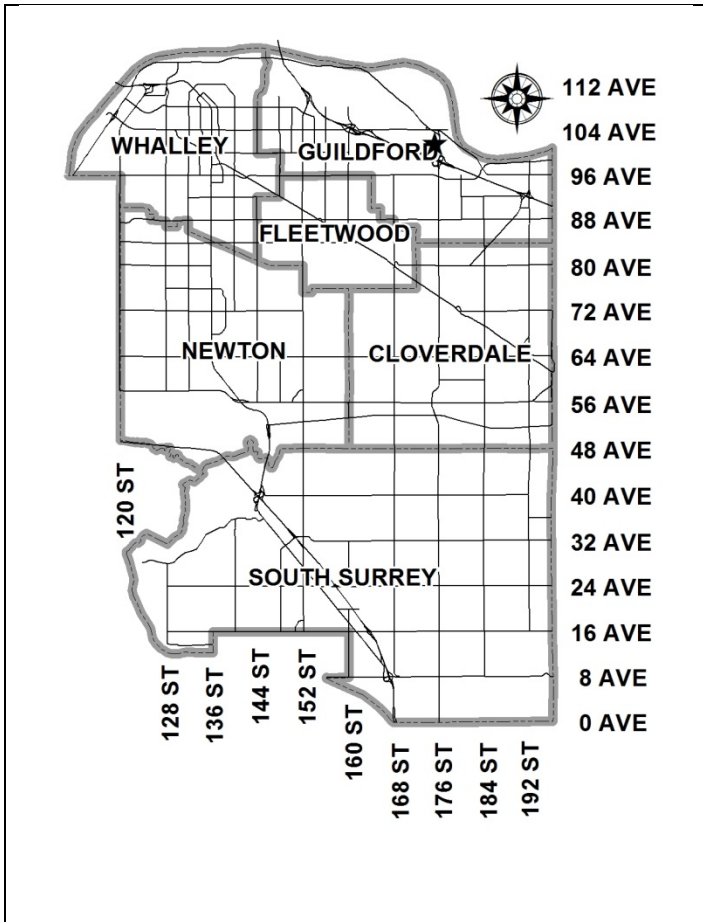 112 AVE
104 AVE
WHALLEY
GUILDFORD
96 AVE
88 AVE
FLEETWOOD
80 AVE
72 AVE
NEWTON
CLOVERDALE
64 AVE
56 AVE
48 AVE
120 ST
40 AVE
32 AVE
SOUTH SURREY
24 AVE
16 AVE
128 ST
136 ST
144 ST
152 ST
160 ST
8 AVE
0 AVE
168 ST
176 ST
184 ST
192 ST